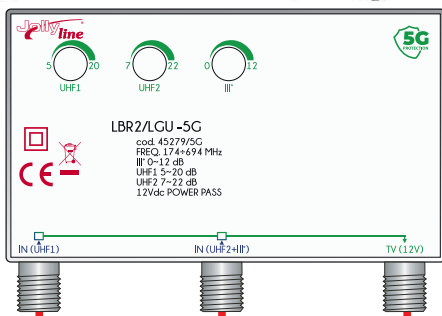 Jolly line
5G
PROTECTION
5 20
UHF1
7 22
UHF2
0 12
III°
LBR2/LGU-5G
cod. 45279/5G
FREQ. 174÷694 MHz
III° 0~12 dB
UHF1 5~20 dB
UHF2 7~22 dB
12Vdc POWER PASS
CE
IN (UHF1)
IN (UHF2+III°)
TV (12V)